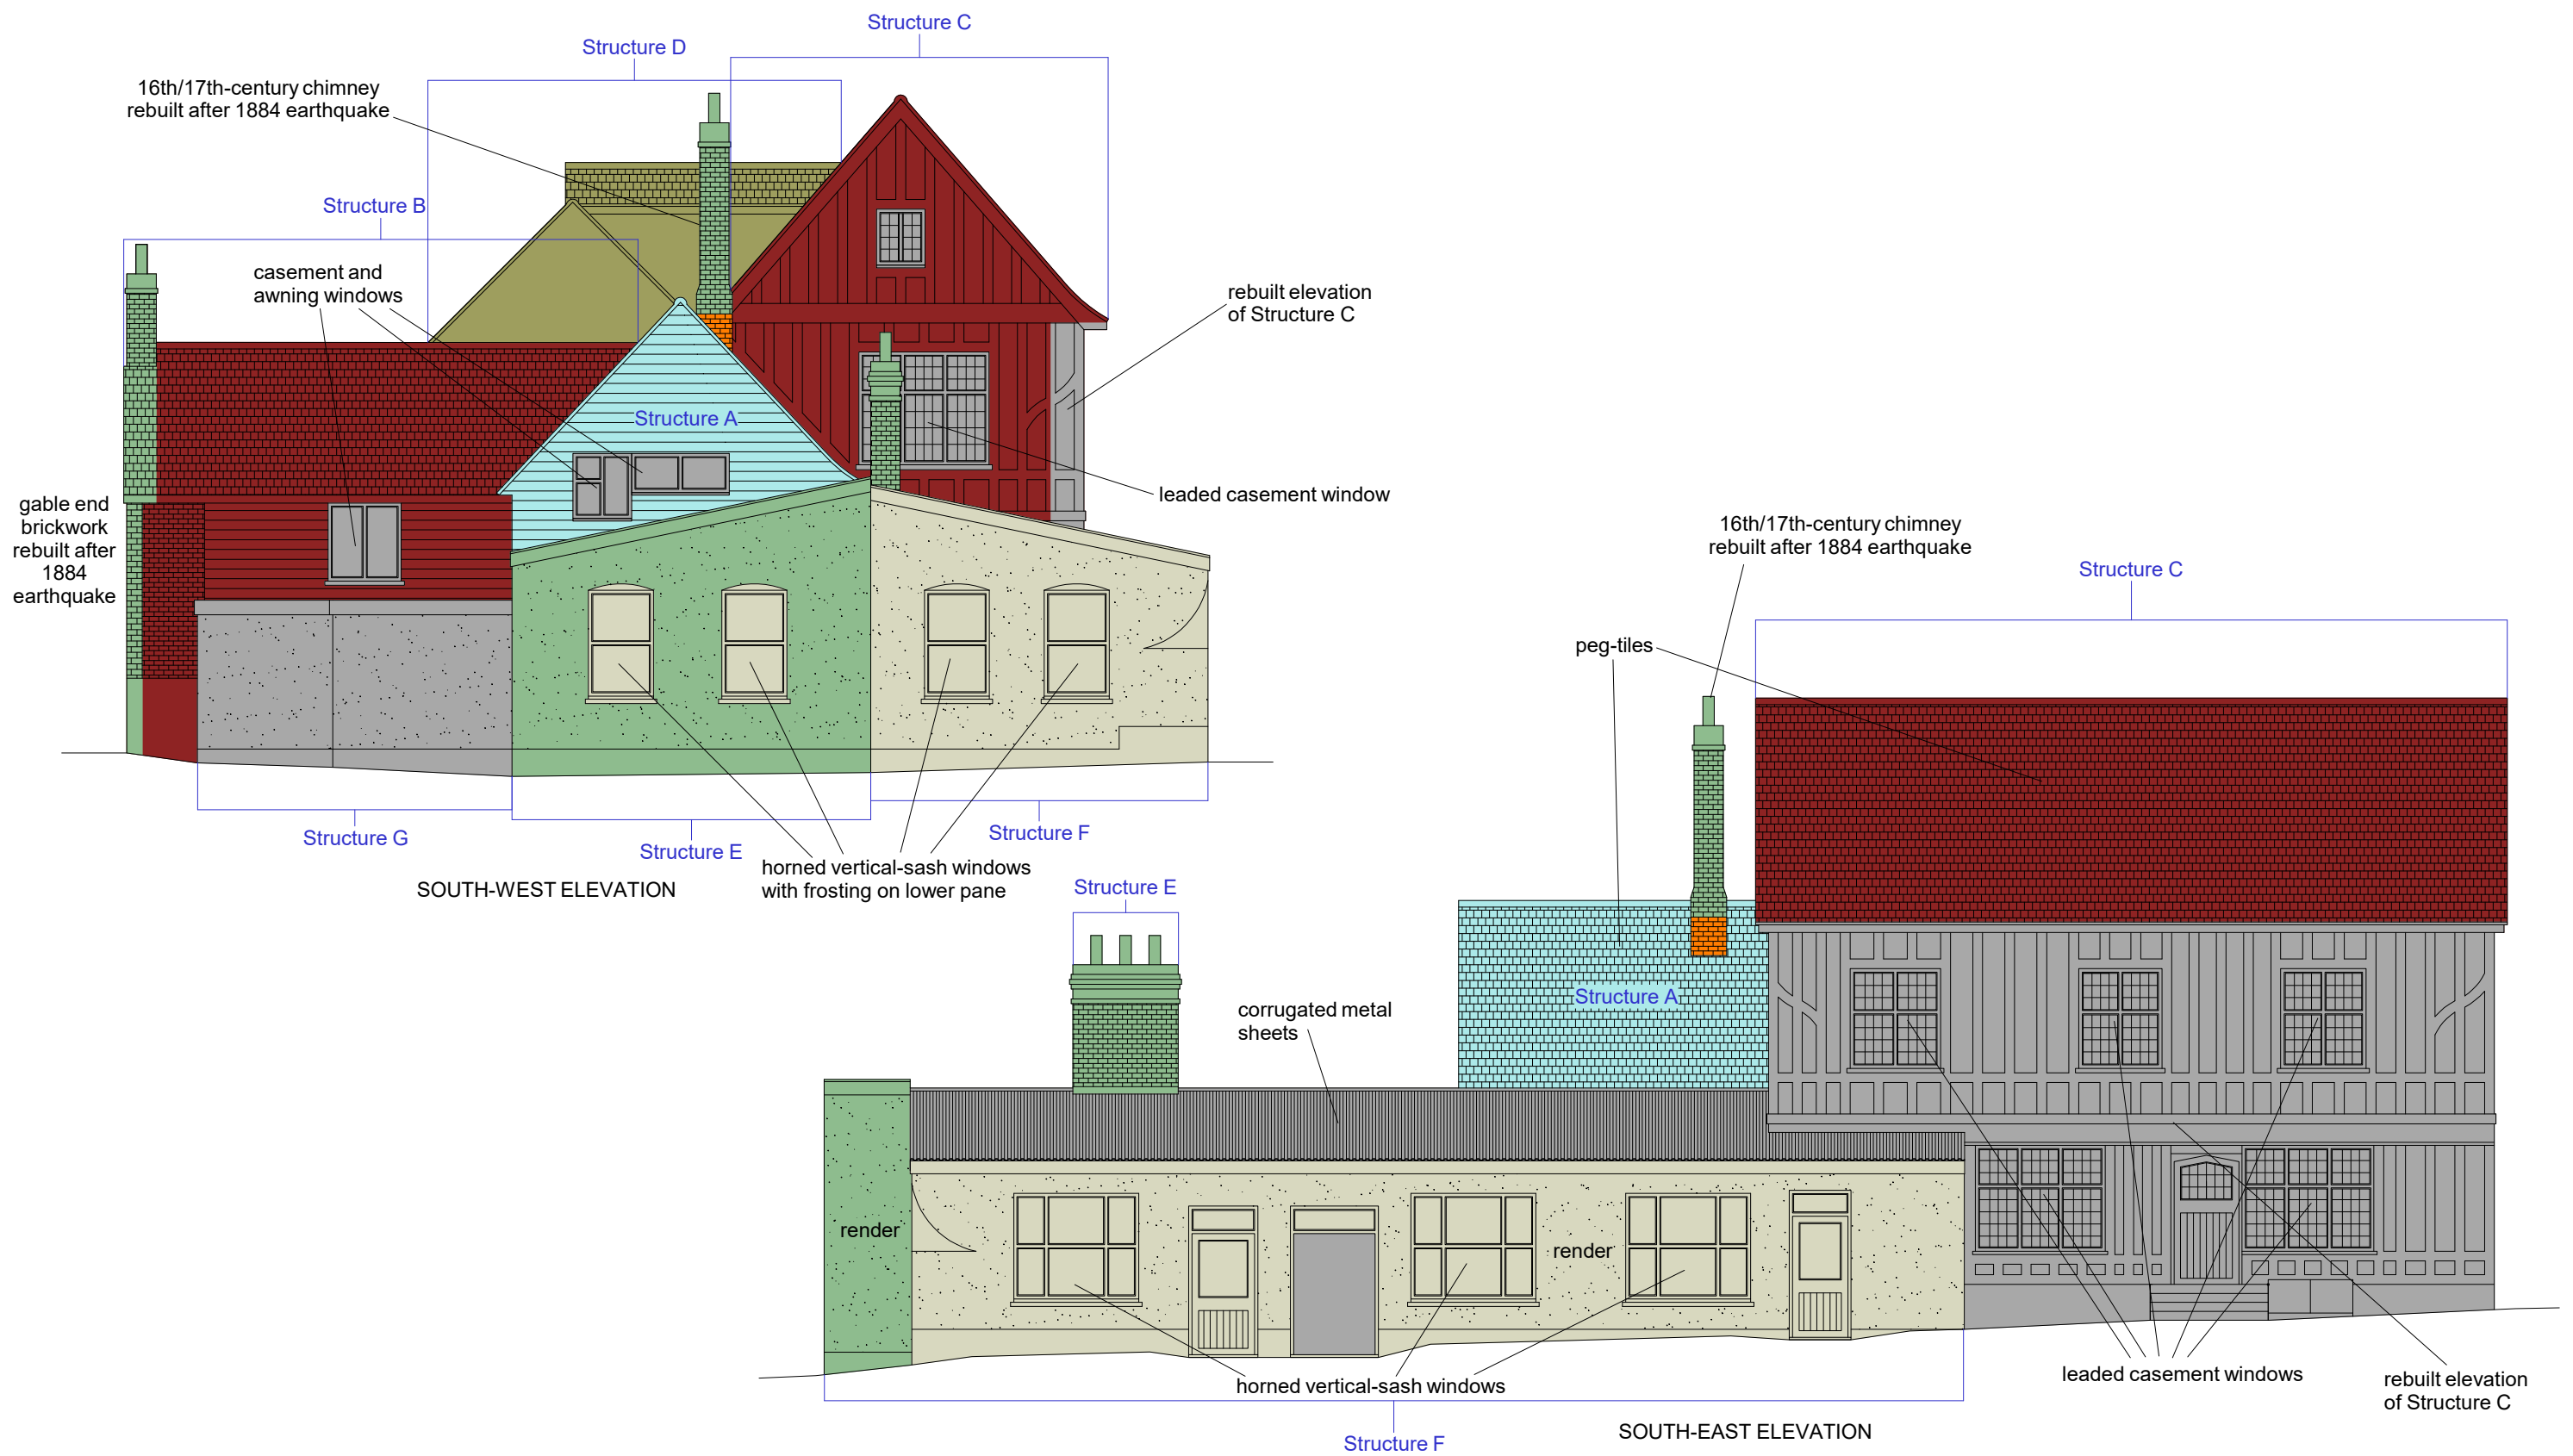 Structure C
Structure D
16th/17th-century chimney
rebuilt after 1884 earthquake
Structure B
casement and
awning windows
rebuilt elevation
of Structure C
Structure A
leaded casement window
gable end
brickwork
rebuilt after
1884
earthquake
Structure G
Structure E
Structure F
horned vertical-sash windows
with frosting on lower pane
SOUTH-WEST ELEVATION
16th/17th-century chimney
rebuilt after 1884 earthquake
Structure C
peg-tiles
Structure E
corrugated metal
sheets
Structure A
render
render
horned vertical-sash windows
leaded casement windows
rebuilt elevation
of Structure C
Structure F
SOUTH-EAST ELEVATION